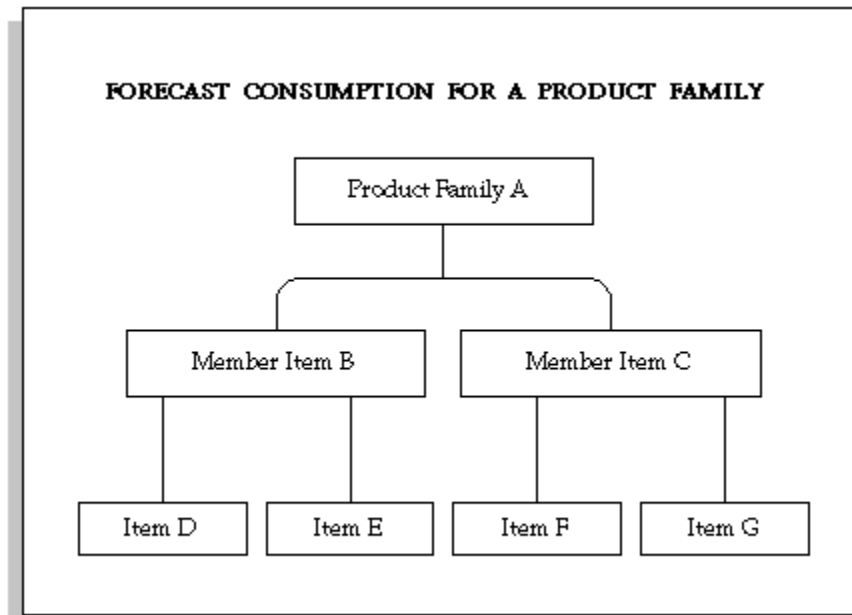 FORECAST CONSUMPTION FOR A PRODUCT FAMILY
Product Family A
Member Item B
Member Item C
Item D
Item E
Item F
Item G